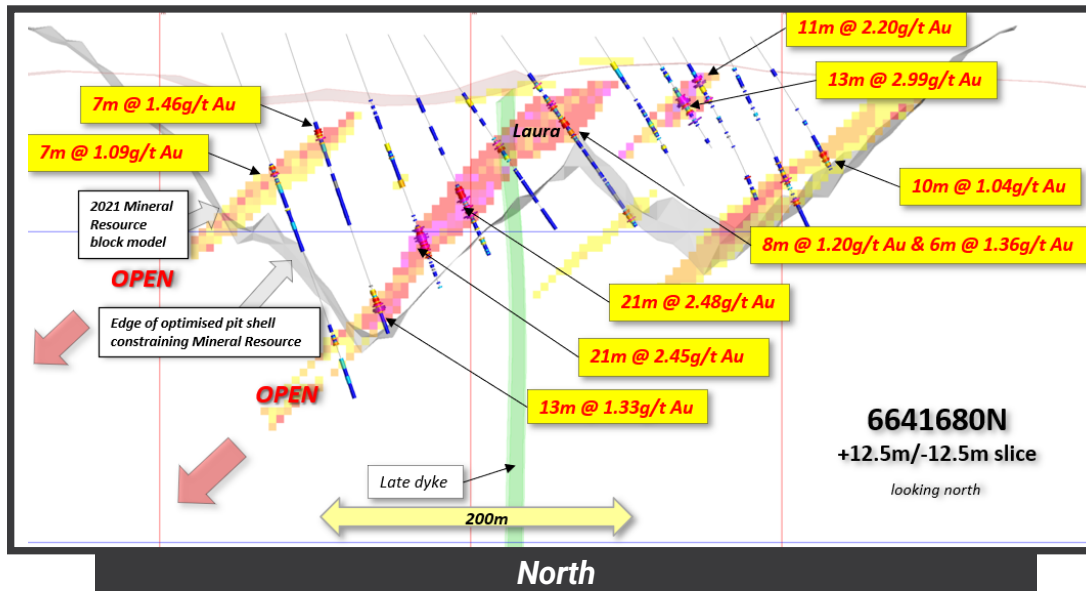 11m @ 2.20g/t Au
13m @ 2.99g/t Au
7m @ 1.46g/t Au
Laura
7m @ 1.09g/t Au
10m @ 1.04g/t Au
2021 Mineral
Resource
block model
8m @ 1.20g/t Au & 6m @ 1.36g/t Au
OPEN
21m @ 2.48g/t Au
Edge of optimised pit shell
constraining Mineral Resource
21m @ 2.45g/t Au
OPEN
13m @ 1.33g/t Au
6641680N
+12.5m/-12.5m slice
looking north
Late dyke
200m
North